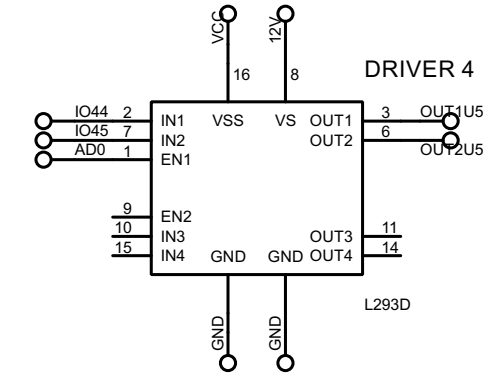 VCC
12V
16
8
DRIVER 4
IO44 2 IN1 VSS VS OUT1 3 OUT1U5
IO45 7 IN2 OUT2 6 OUT2U5
AD0 1 EN1
9 EN2
10 IN3 OUT3 11
15 IN4 GND GND OUT4 14
L293D
GND
GND